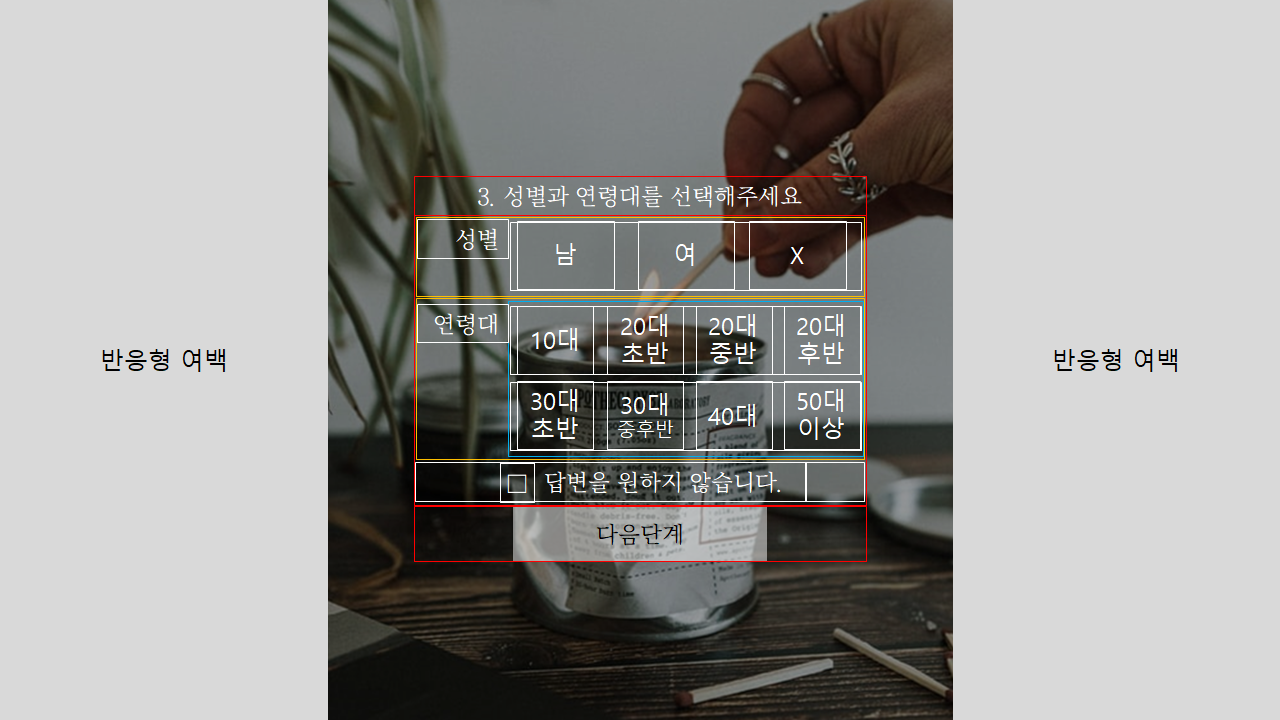 3. 성별과 연령대를 선택해주세요
성별
남
여
X
연령대
10대
20대
초반
20대
중반
20대
후반
30대
초반
30대
중후반
40대
50대
이상
□ 답변을 원하지 않습니다.
다음단계
반응형 여백
반응형 여백